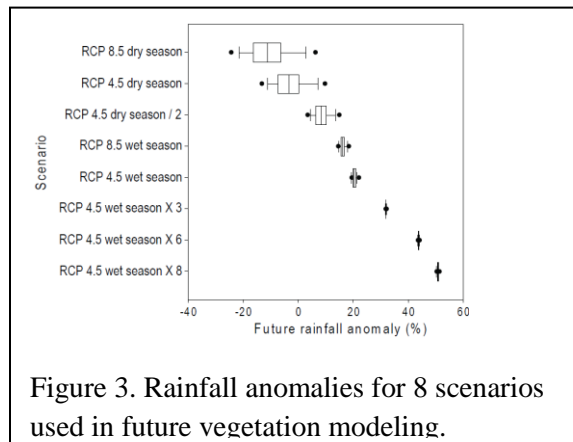 RCP 8.5 dry season
RCP 4.5 dry season
RCP 4.5 dry season / 2
RCP 8.5 wet season
RCP 4.5 wet season
RCP 4.5 wet season X 3
RCP 4.5 wet season X 6
RCP 4.5 wet season X 8
Scenario
-40 -20 0 20 40 60
Future rainfall anomaly (%)
Figure 3. Rainfall anomalies for 8 scenarios
used in future vegetation modeling.